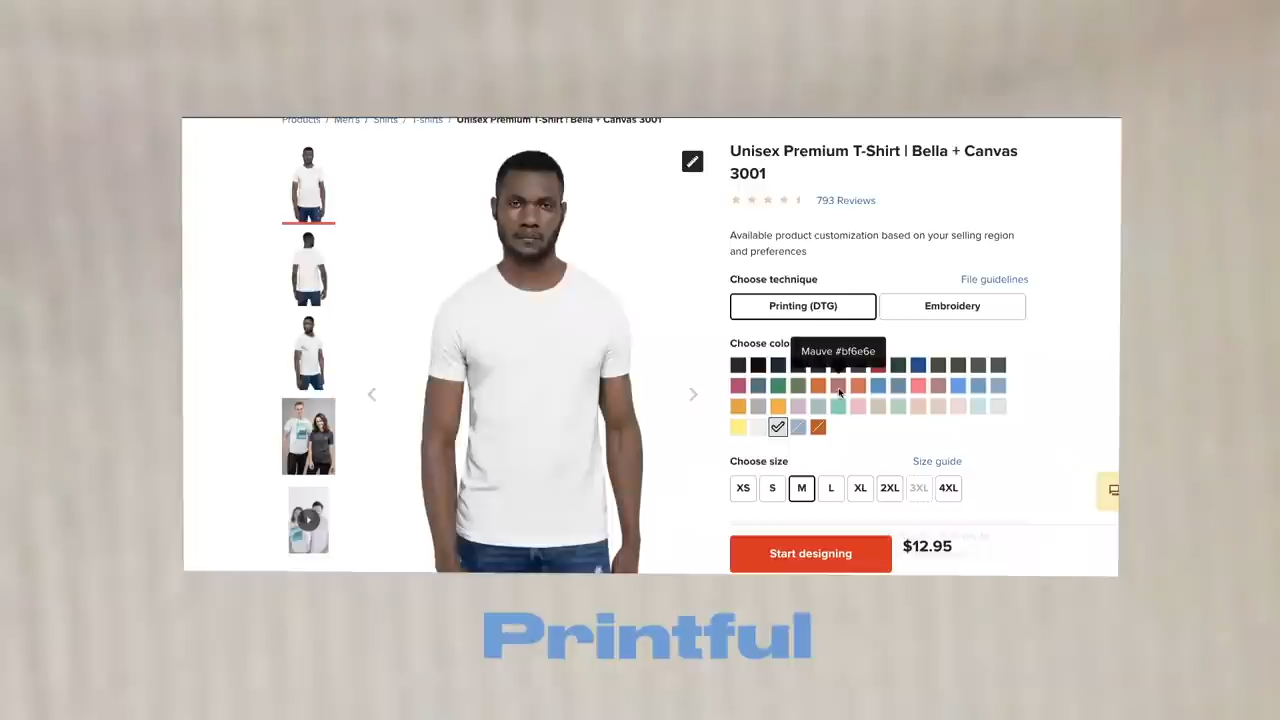 Products / Men's / Shirts / T-shirts / Unisex Premium T-Shirt | Bella + Canvas 3001
Unisex Premium T-Shirt | Bella + Canvas
3001
793 Reviews
Available product customization based on your selling region
and preferences
Choose technique File guidelines
Printing (DTG) Embroidery
Choose colo
Mauve #bf6e6e
Choose size Size guide
XS S M L XL 2XL 3XL 4XL
Start designing $12.95
Printful